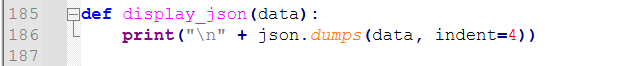 185 def display_json(data):
186     print("\n" + json.dumps(data, indent=4))
187